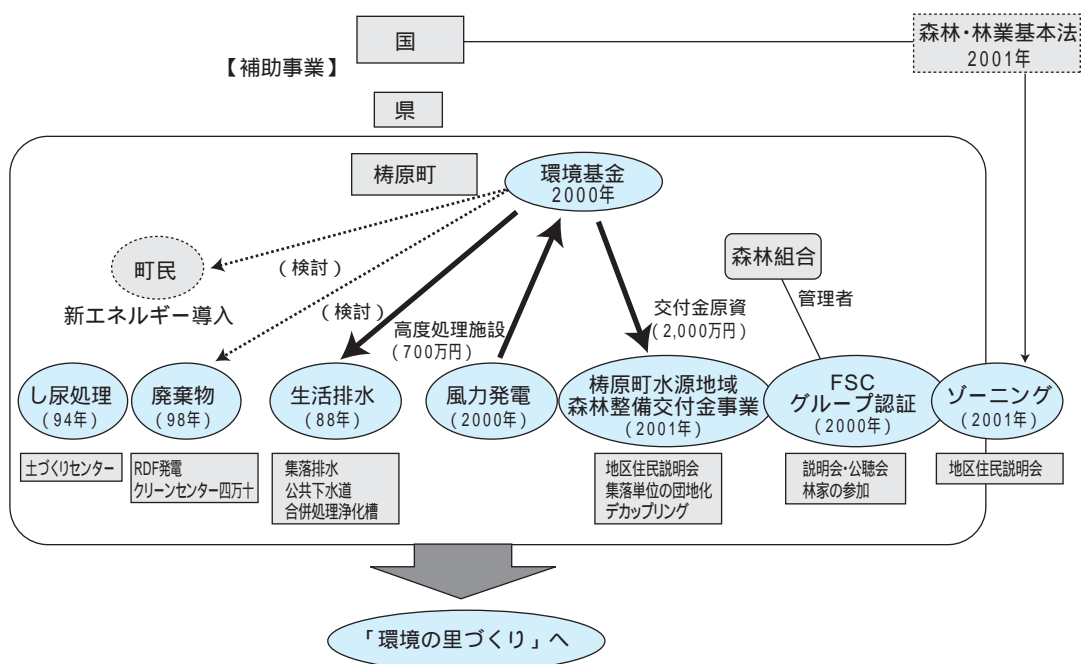 国
森林・林業基本法
2001年
【補助事業】
県
梼原町
環境基金
2000年
町民
新エネルギー導入
(検討)
(検討)
高度処理施設
(700万円)
交付金原資
(2,000万円)
森林組合
管理者
し尿処理
(94年)
廃棄物
(98年)
生活排水
(88年)
風力発電
(2000年)
梼原町水源地域
森林整備交付金事業
(2001年)
FSC
グループ認証
(2000年)
ゾーニング
(2001年)
土づくりセンター
RDF発電
クリーンセンター四万十
集落排水
公共下水道
合併処理浄化槽
地区住民説明会
集落単位の団地化
デカップリング
説明会・公聴会
林家の参加
地区住民説明会
「環境の里づくり」へ